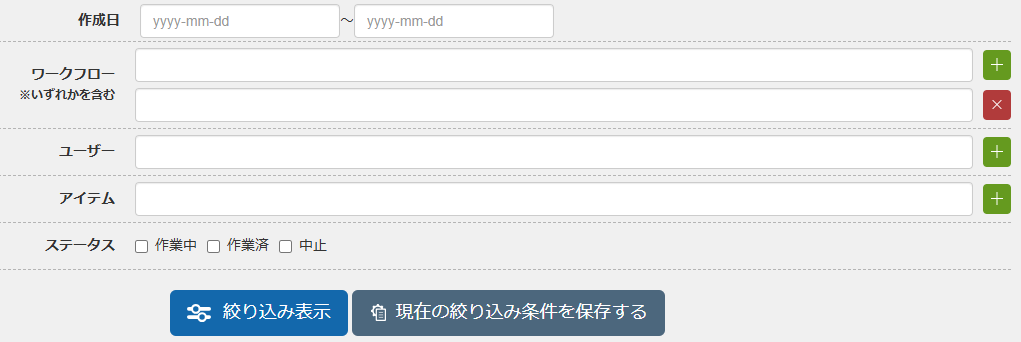 作成日 yyyy-mm-dd ～ yyyy-mm-dd
ワークフロー
※いずれかを含む
ユーザー
アイテム
ステータス 作業中 作業済 中止
絞り込み表示 現在の絞り込み条件を保存する